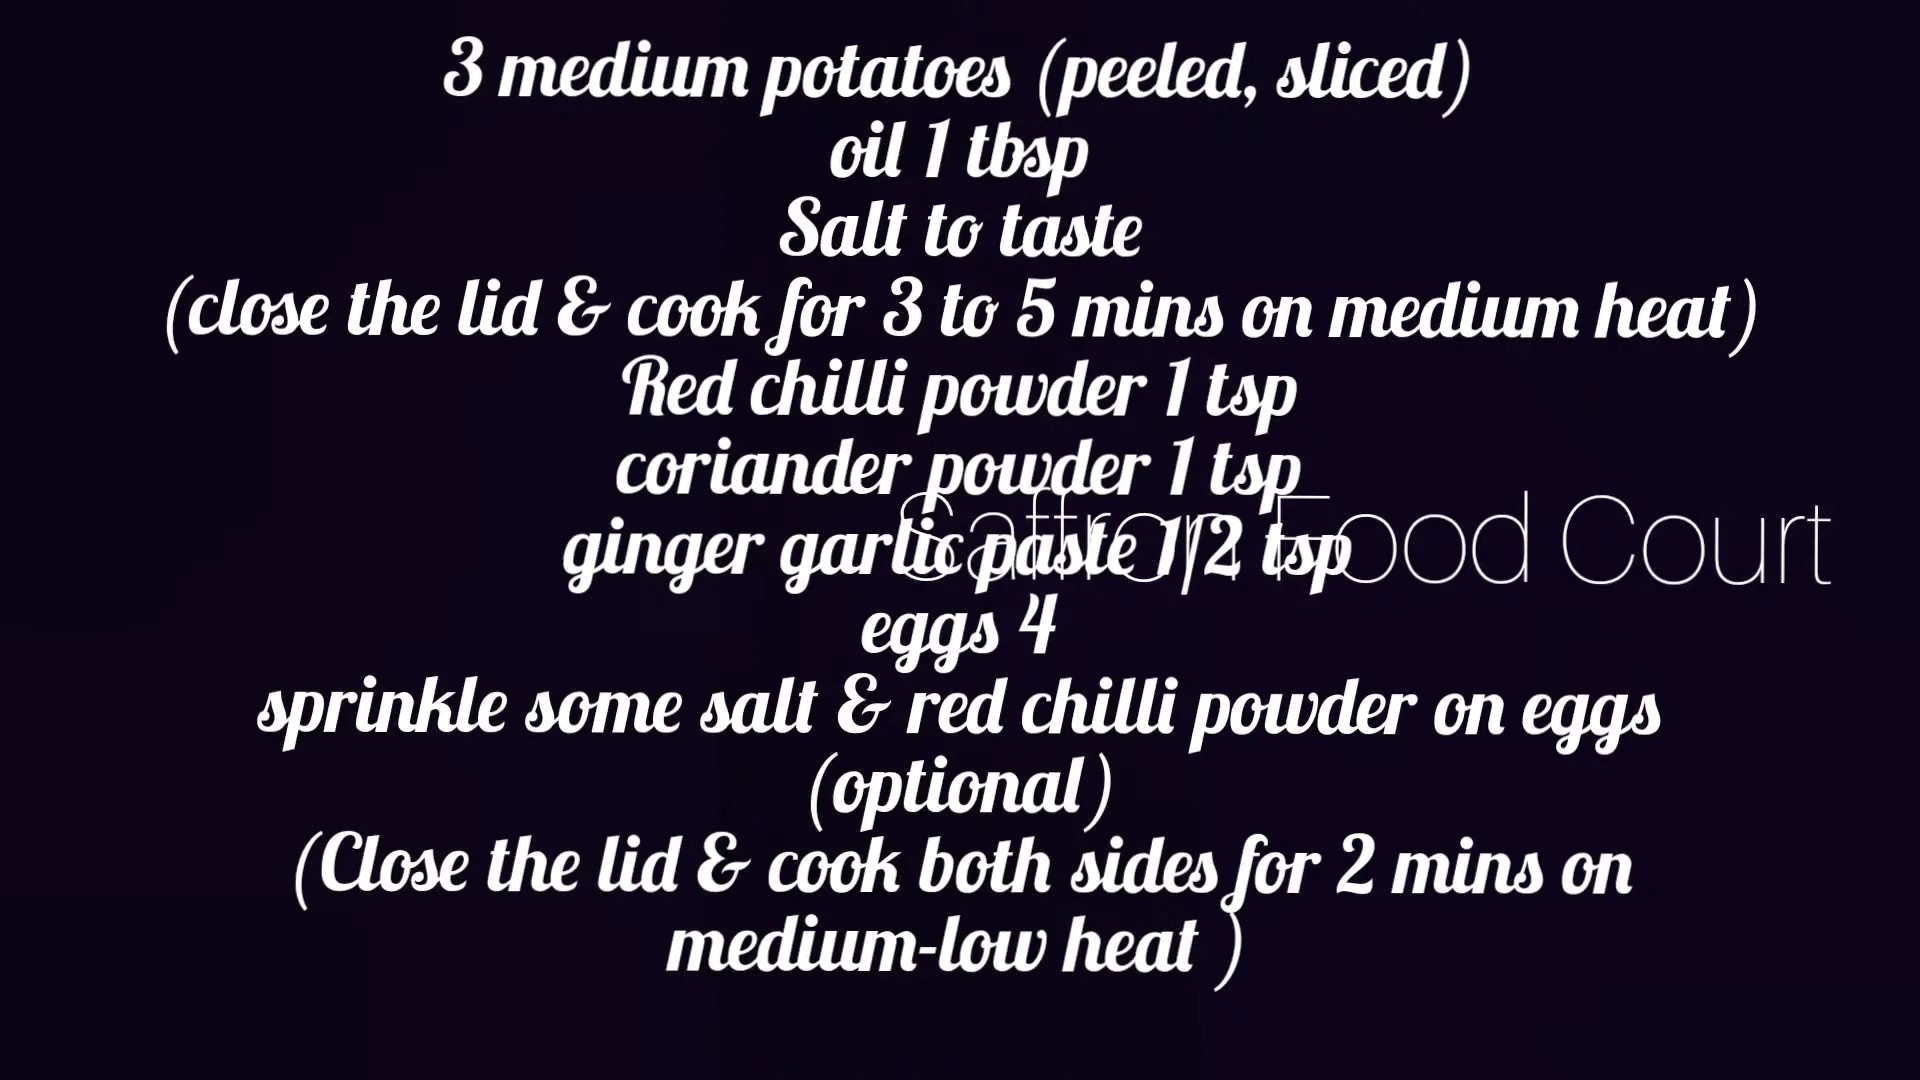 3 medium potatoes (peeled, sliced)
oil 1 tbsp
Salt to taste
(close the lid & cook for 3 to 5 mins on medium heat)
Red chilli powder 1 tsp
coriander powder 1 tsp
Saffron Food Court
ginger garlic paste 1/2 tsp
eggs 4
sprinkle some salt & red chilli powder on eggs
(optional)
(Close the lid & cook both sides for 2 mins on
medium-low heat )